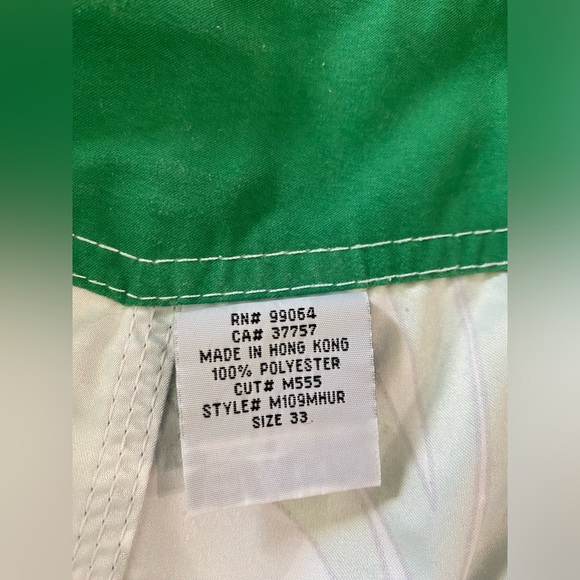 RN# 99064
CA# 37757
MADE IN HONG KONG
100% POLYESTER
CUT# M555
STYLE# M109MHUR
SIZE 33